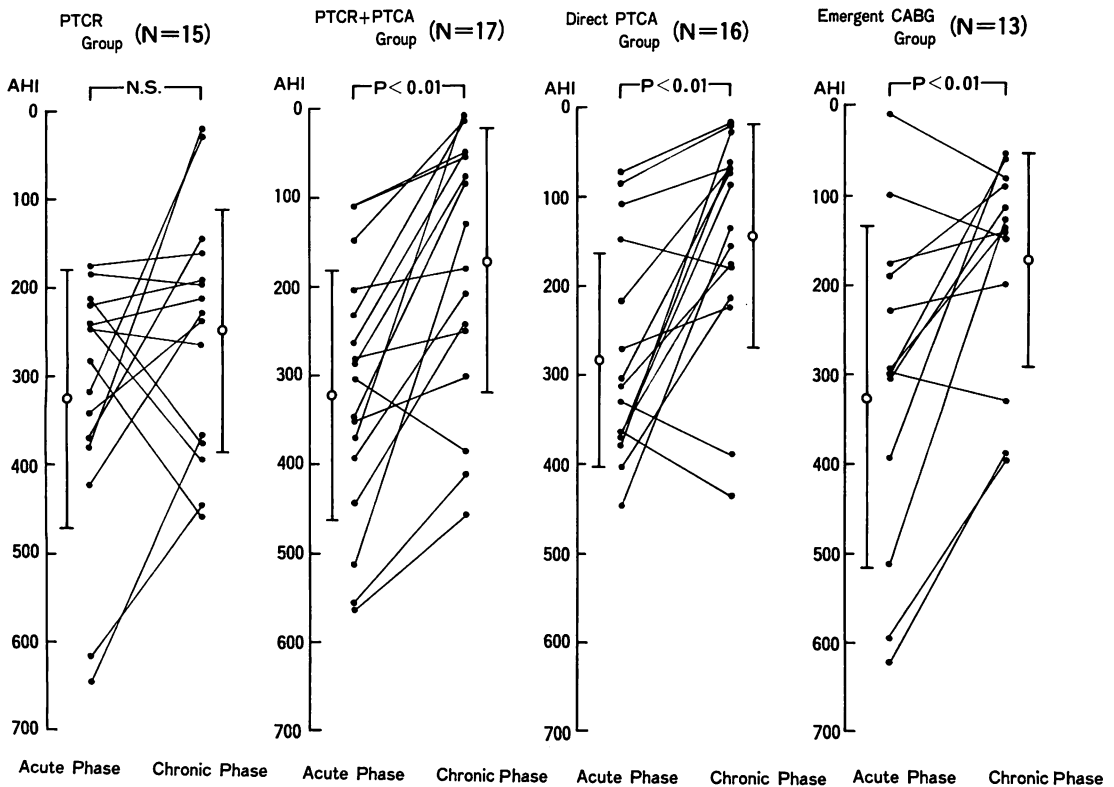 PTCR Group (N=15)
AHI
N.S.
0
100
200
300
400
500
600
700
Acute Phase Chronic Phase
PTCR+PTCA Group (N=17)
AHI
P<0.01
0
100
200
300
400
500
600
700
Acute Phase Chronic Phase
Direct PTCA Group (N=16)
AHI
P<0.01
0
100
200
300
400
500
600
700
Acute Phase Chronic Phase
Emergent CABG Group (N=13)
AHI
P<0.01
0
100
200
300
400
500
600
700
Acute Phase Chronic Phase